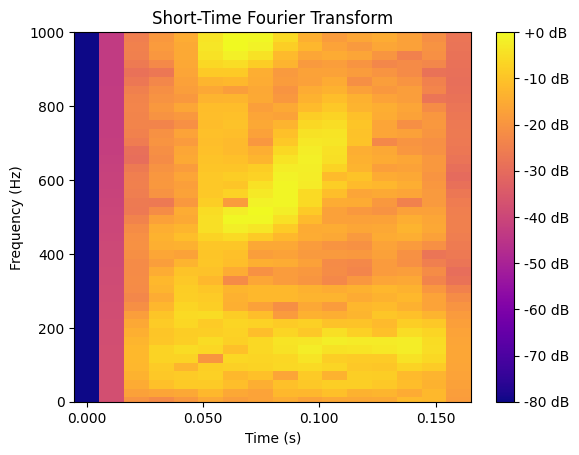 Short-Time Fourier Transform
Frequency (Hz)
1000
800
600
400
200
0
0.000
0.050
0.100
0.150
Time (s)
+0 dB
-10 dB
-20 dB
-30 dB
-40 dB
-50 dB
-60 dB
-70 dB
-80 dB